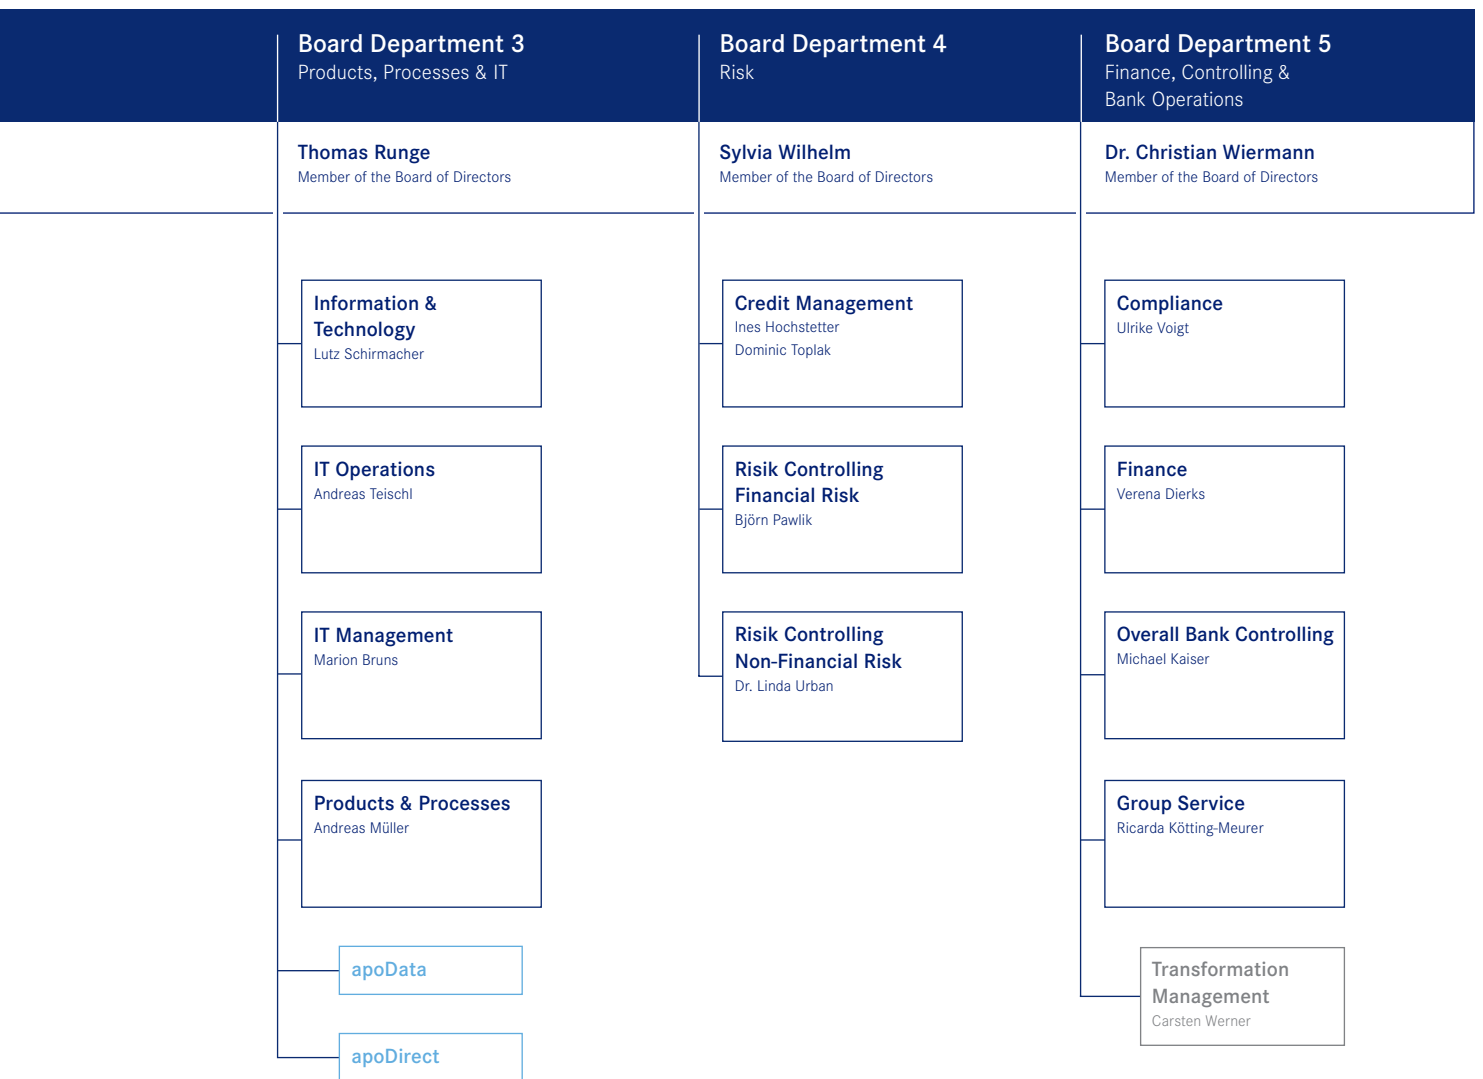 Board Department 3
Products, Processes & IT
Thomas Runge
Member of the Board of Directors
Information &
Technology
Lutz Schirmacher
IT Operations
Andreas Teischl
IT Management
Marion Bruns
Products & Processes
Andreas Müller
apoData
apoDirect
Board Department 4
Risk
Sylvia Wilhelm
Member of the Board of Directors
Credit Management
Ines Hochstetter
Dominic Toplak
Risik Controlling
Financial Risk
Björn Pawlik
Risik Controlling
Non-Financial Risk
Dr. Linda Urban
Board Department 5
Finance, Controlling &
Bank Operations
Dr. Christian Wiermann
Member of the Board of Directors
Compliance
Ulrike Voigt
Finance
Verena Dierks
Overall Bank Controlling
Michael Kaiser
Group Service
Ricarda Kötting-Meurer
Transformation
Management
Carsten Werner